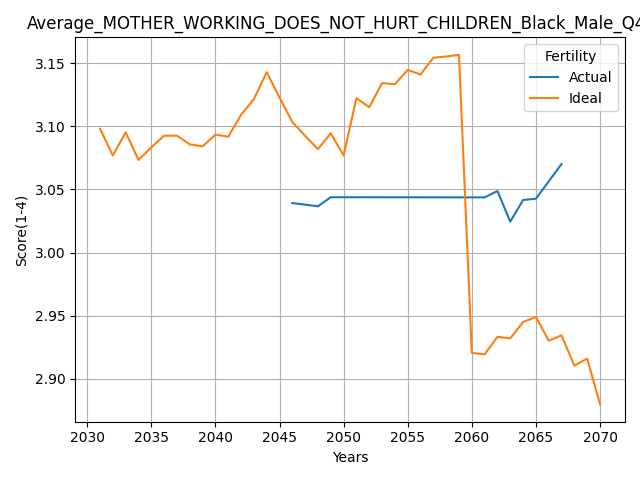 Average_MOTHER_WORKING_DOES_NOT_HURT_CHILDREN_Black_Male_Q4
Fertility
Actual
Ideal
3.15
3.10
3.05
3.00
2.95
2.90
Score(1-4)
2030 2035 2040 2045 2050 2055 2060 2065 2070
Years